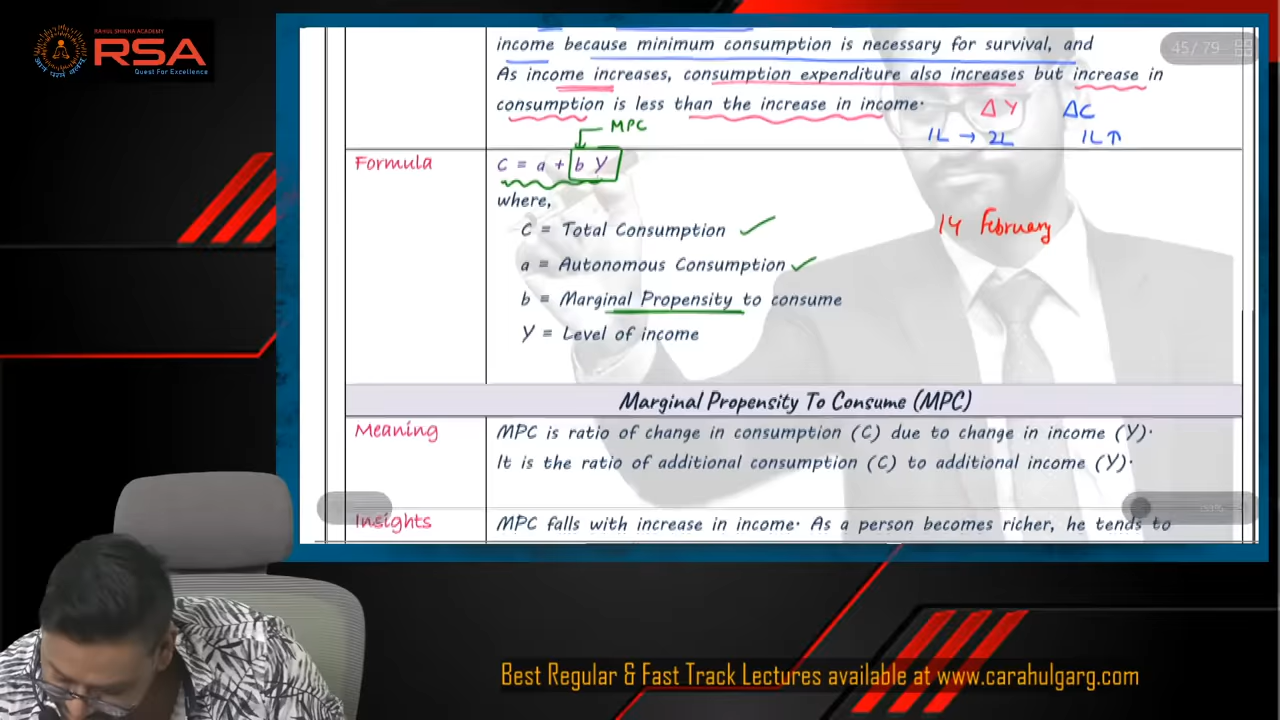 RAHUL SHIKHA ACADEMY
RSA
Quest For Excellence
income because minimum consumption is necessary for survival, and
45/79
As income increases, consumption expenditure also increases but increase in
consumption is less than the increase in income.
Δ Y ΔC
1L → 2L 1L↑
MPC
Formula
C = a + b Y
where,
C = Total Consumption ✓
14 February
a = Autonomous Consumption ✓
b = Marginal Propensity to consume
Y = Level of income
Marginal Propensity To Consume (MPC)
Meaning
MPC is ratio of change in consumption (C) due to change in income (Y).
It is the ratio of additional consumption (C) to additional income (Y).
Insights
MPC falls with increase in income. As a person becomes richer, he tends to
Best Regular & Fast Track Lectures available at www.carahulgarg.com